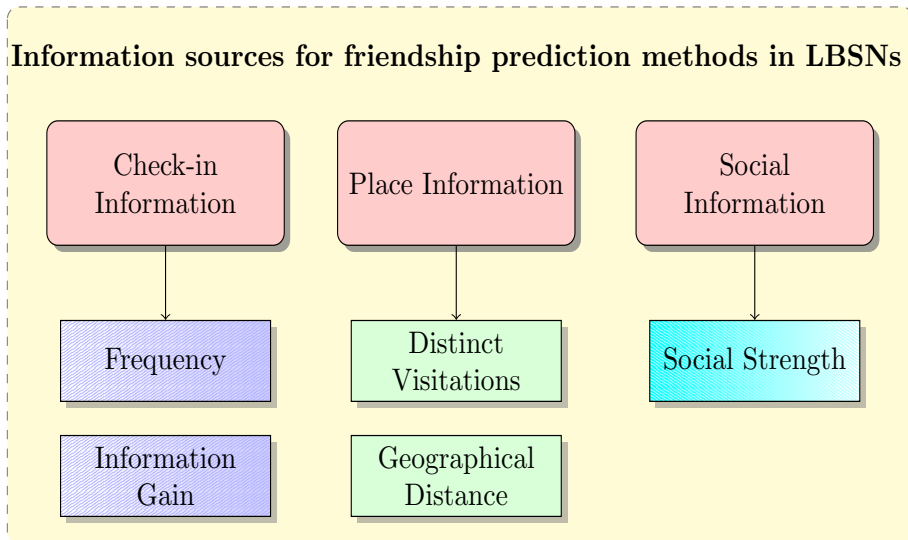 Information sources for friendship prediction methods in LBSNs
Check-in
Information
Place Information
Social
Information
Frequency
Distinct
Visitations
Social Strength
Information
Gain
Geographical
Distance